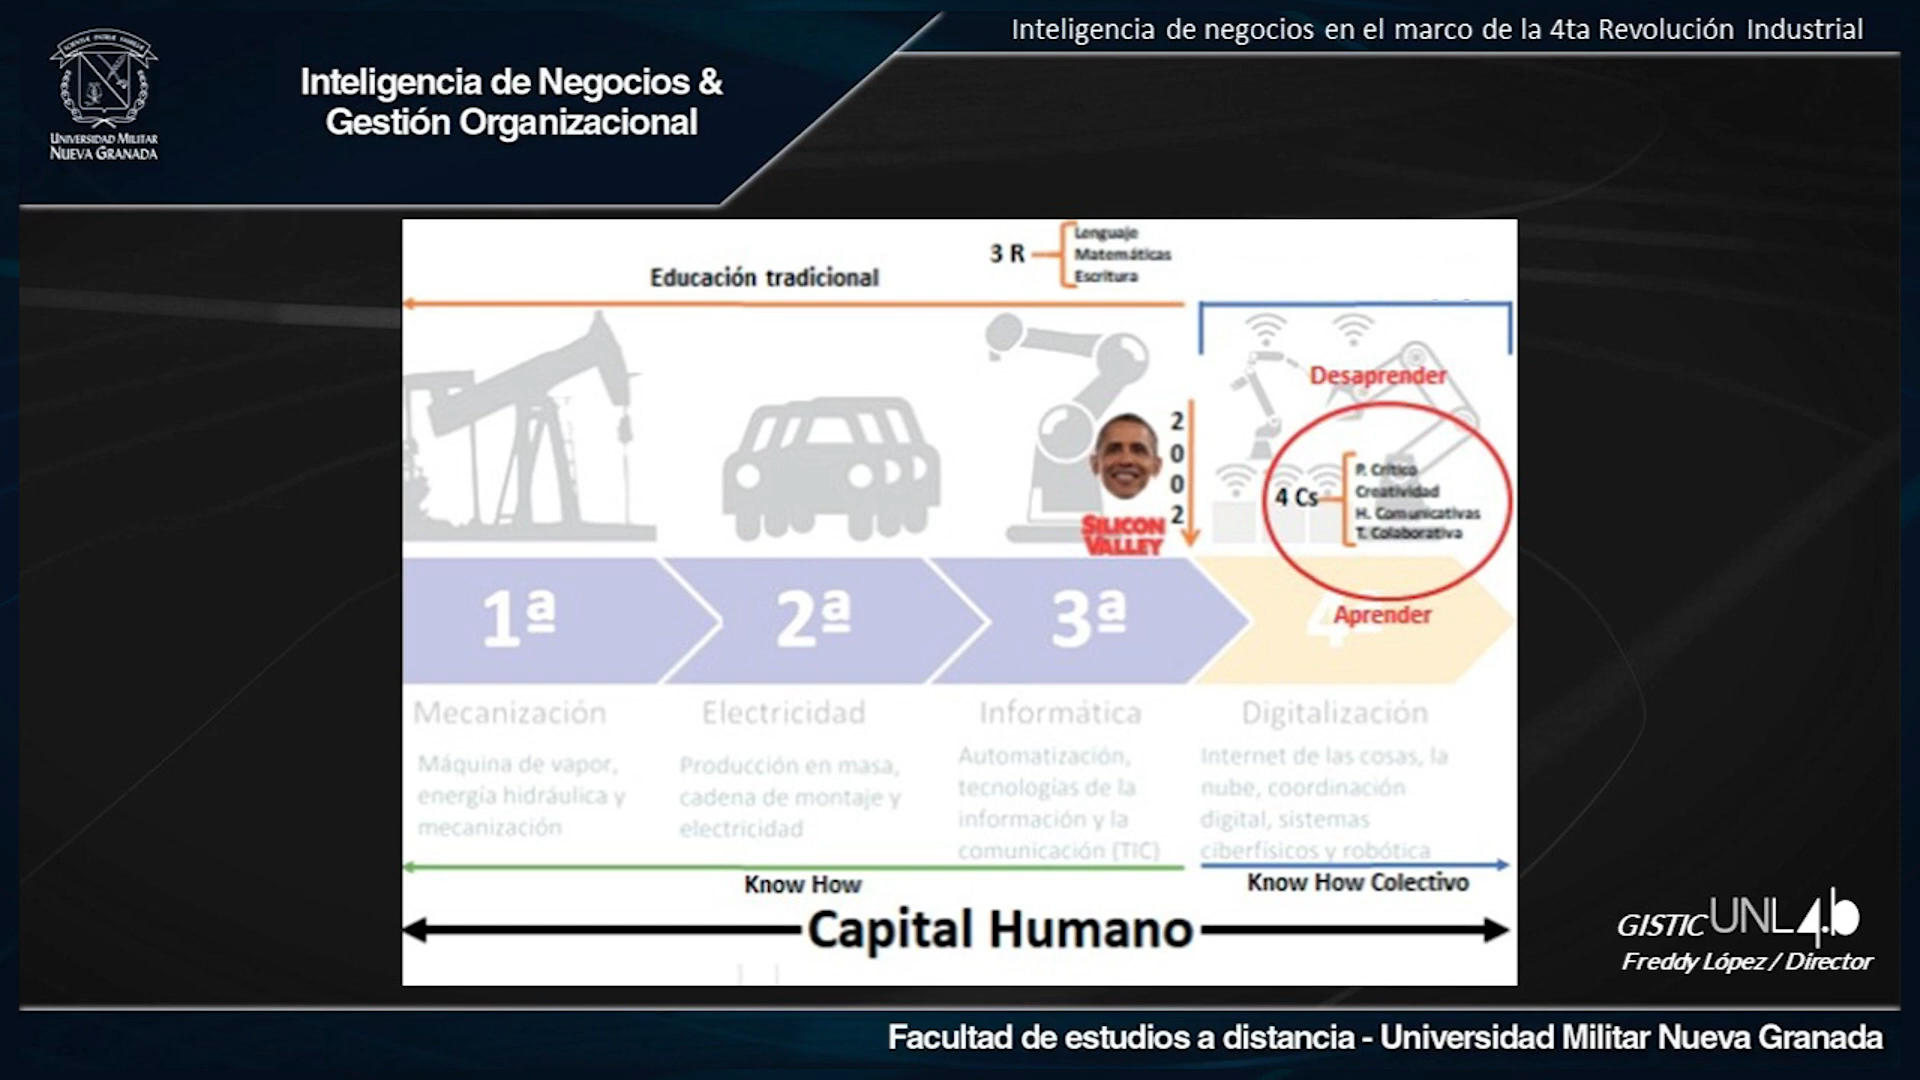 Inteligencia de negocios en el marco de la 4ta Revolución Industrial
Inteligencia de Negocios &
Gestión Organizacional
UNIVERSIDAD MILITAR
NUEVA GRANADA
Educación tradicional
3 R
Lenguaje
Matemáticas
Escritura
Desaprender
2
0
0
2
SILICON
VALLEY
4 Cs
P. Crítico
Creatividad
H. Comunicativas
T. Colaborativa
Aprender
1ª
2ª
3ª
4ª
Mecanización
Máquina de vapor,
energía hidráulica y
mecanización
Electricidad
Producción en masa,
cadena de montaje y
electricidad
Informática
Automatización,
tecnologías de la
información y la
comunicación (TIC)
Digitalización
Internet de las cosas, la
nube, coordinación
digital, sistemas
ciberfísicos y robótica
Know How
Know How Colectivo
Capital Humano
GISTIC UNL4.b
Freddy López / Director
Facultad de estudios a distancia - Universidad Militar Nueva Granada